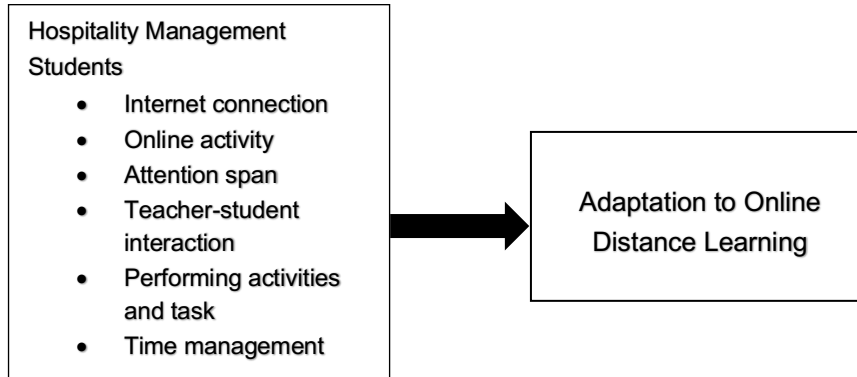 Hospitality Management
Students
• Internet connection
• Online activity
• Attention span
• Teacher-student
interaction
• Performing activities
and task
• Time management
Adaptation to Online
Distance Learning